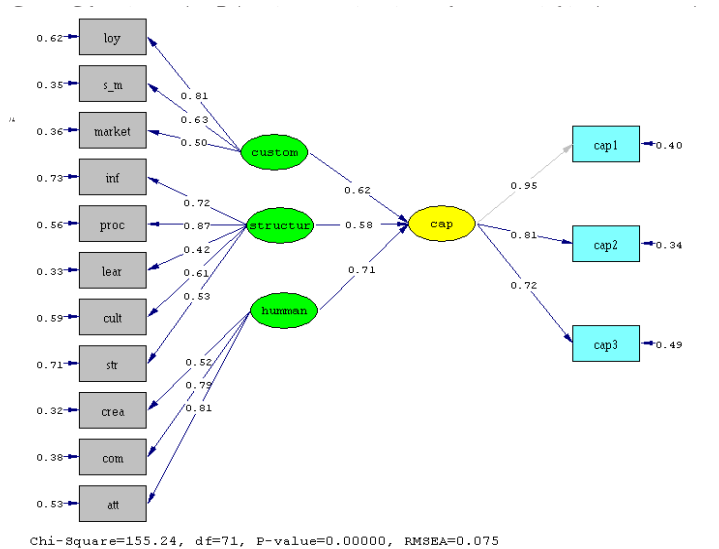 0.62 loy
0.35 s_m
0.36 market
0.73 inf
0.56 proc
0.33 lear
0.59 cult
0.71 str
0.32 crea
0.38 com
0.53 att
0.81
0.63
0.50
0.72
0.87
0.42
0.61
0.53
0.52
0.79
0.81
custom
structur
humman
0.62
0.58
0.71
cap
0.95
0.81
0.72
cap1 0.40
cap2 0.34
cap3 0.49
Chi-Square=155.24, df=71, P-value=0.00000, RMSEA=0.075